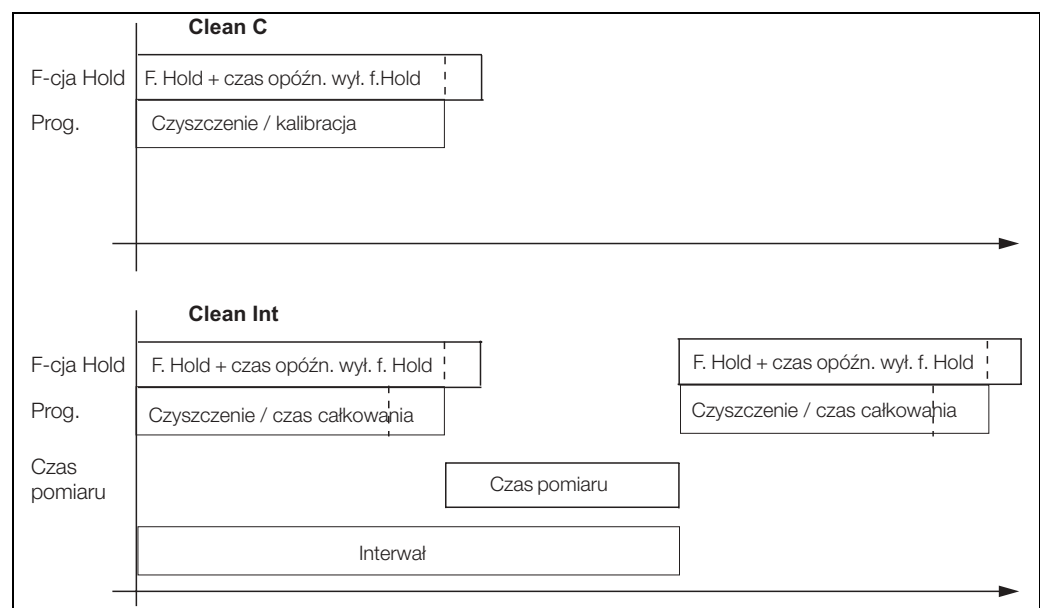 Clean C
F-cja Hold
F. Hold + czas opóźn. wył. f.Hold
Prog.
Czyszczenie / kalibracja
Clean Int
F-cja Hold
F. Hold + czas opóźn. wył. f. Hold
F. Hold + czas opóźn. wył. f. Hold
Prog.
Czyszczenie / czas całkowania
Czyszczenie / czas całkowania
Czas
pomiaru
Czas pomiaru
Interwał